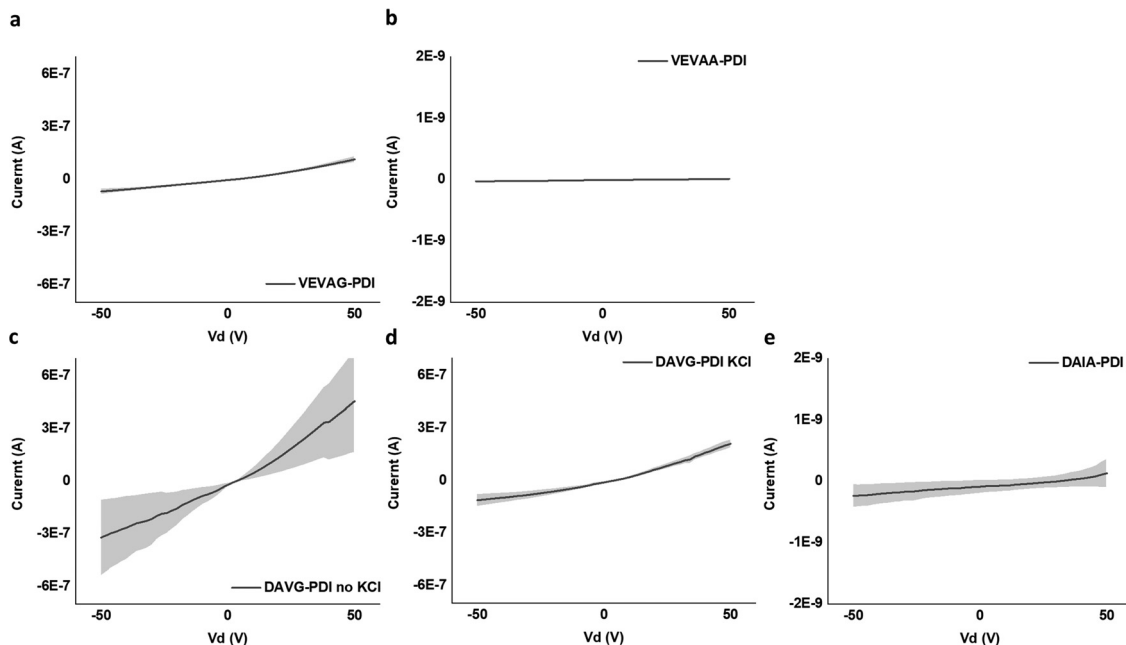 a
6E-7
3E-7
0
-3E-7
-6E-7
Curernt (A)
VEVAG-PDI
-50 0 50
Vd (V)
b
2E-9
1E-9
0
-1E-9
-2E-9
Curernt (A)
VEVAA-PDI
-50 0 50
Vd (V)
c
6E-7
3E-7
0
-3E-7
-6E-7
Curernt (A)
DAVG-PDI no KCl
-50 0 50
Vd (V)
d
6E-7
3E-7
0
-3E-7
-6E-7
Curernt (A)
DAVG-PDI KCl
-50 0 50
Vd (V)
e
2E-9
1E-9
0
-1E-9
-2E-9
Curernt (A)
DAIA-PDI
-50 0 50
Vd (V)